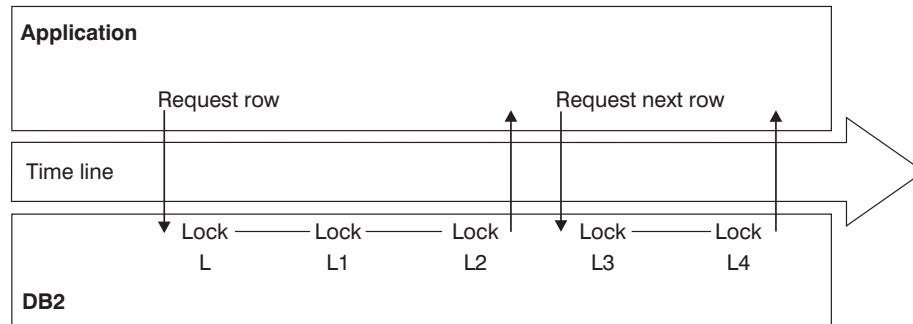 Application
Request row Request next row
Time line
Lock Lock Lock Lock Lock
L L1 L2 L3 L4
DB2